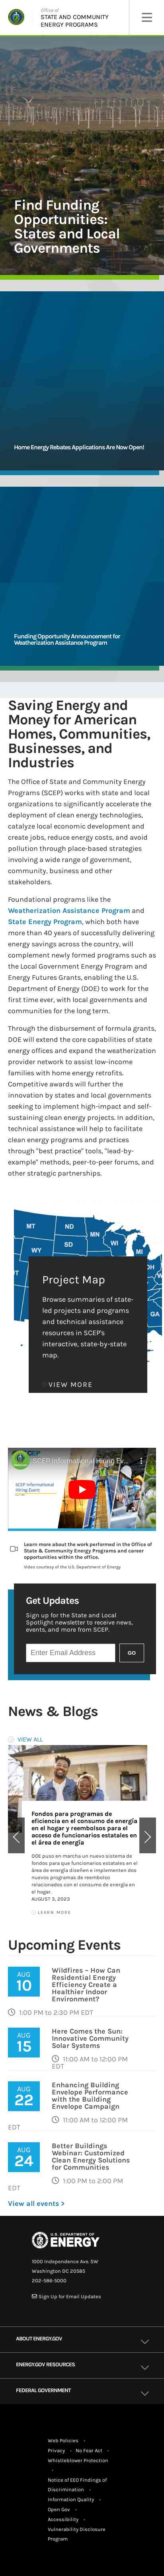 Office of
STATE AND COMMUNITY
ENERGY PROGRAMS
Find Funding
Opportunities:
States and Local
Governments
Home Energy Rebates Applications Are Now Open!
Funding Opportunity Announcement for
Weatherization Assistance Program
Saving Energy and
Money for American
Homes, Communities,
Businesses, and
Industries
The Office of State and Community Energy
Programs (SCEP) works with state and local
organizations to significantly accelerate the
deployment of clean energy technologies,
catalyze local economic development and
create jobs, reduce energy costs, and avoid
pollution through place-based strategies
involving a wide range of government,
community, business and other
stakeholders.
Foundational programs like the
Weatherization Assistance Program and
State Energy Program, which both have
more than 40 years of successfully delivering
energy savings and economic security, will
complement newly formed programs such as
the Local Government Energy Program and
Energy Futures Grants, enabling the U.S.
Department of Energy (DOE) to work for the
first time with local governments and
organizations for the long term.
Through the establishment of formula grants,
DOE will expand the core capabilities of state
energy offices and expand the weatherization
provider network to assist low-income
families with home energy retrofits.
Competitive awards will further the
innovation by states and local governments
implementing high-impact and self-
sustaining clean energy projects. In addition,
technical assistance will help to facilitate
clean energy projects and programs
through "best practice" tools, "lead-by-
example" methods, peer-to-peer forums, and
other strategic partnerships.
MT
ND
MN
WI
SD
WY
GA
Project Map
Browse summaries of state-
led projects and programs
and technical assistance
resources in SCEP's
interactive, state-by-state
map.
VIEW MORE
SCEP Informational Hiring Ev...
SCEP Informational
Hiring Event
Learn more about the work performed the Office of
State & Community Energy Programs and career
opportunities within the office.
Video courtesy of the U.S. Department of Energy
Get Updates
Sign up for the State and Local
Spotlight newsletter to receive news,
events, and more from SCEP.
Enter Email Address
GO
News & Blogs
VIEW ALL
Fondos para programas de
eficiencia en el consumo de energía
en el hogar y reembolsos para el
acceso de funcionarios estatales en
el área de energía
DOE puso en marcha un nuevo sistema de
fondos para que funcionarios estatales en el
área de energía diseñen e implementen dos
nuevos programas de reembolso
relacionados con el consumo de energía en
el hogar.
AUGUST 3, 2023
LEARN MORE
Upcoming Events
AUG
10
Wildfires – How Can
Residential Energy
Efficiency Create a
Healthier Indoor
Environment?
1:00 PM to 2:30 PM EDT
AUG
15
Here Comes the Sun:
Innovative Community
Solar Systems
11:00 AM to 12:00 PM
EDT
AUG
22
Enhancing Building
Envelope Performance
with the Building
Envelope Campaign
11:00 AM to 12:00 PM
EDT
AUG
24
Better Buildings
Webinar: Customized
Clean Energy Solutions
for Communities
1:00 PM to 2:00 PM
EDT
View all events >
U.S. DEPARTMENT OF
ENERGY
1000 Independence Ave. SW
Washington DC 20585
202-586-5000
Sign Up for Email Updates
ABOUT ENERGY.GOV
ENERGY.GOV RESOURCES
FEDERAL GOVERNMENT
Web Policies •
Privacy • No Fear Act •
Whistleblower Protection
•
Notice of EEO Findings of
Discrimination •
Information Quality •
Open Gov •
Accessibility •
Vulnerability Disclosure
Program